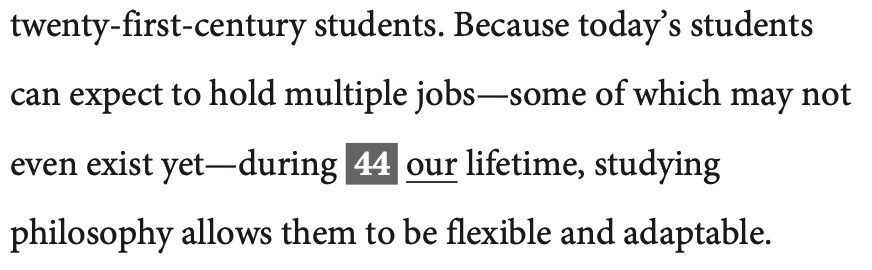 twenty-first-century students. Because today’s students
can expect to hold multiple jobs—some of which may not
even exist yet—during 44 our lifetime, studying
philosophy allows them to be flexible and adaptable.